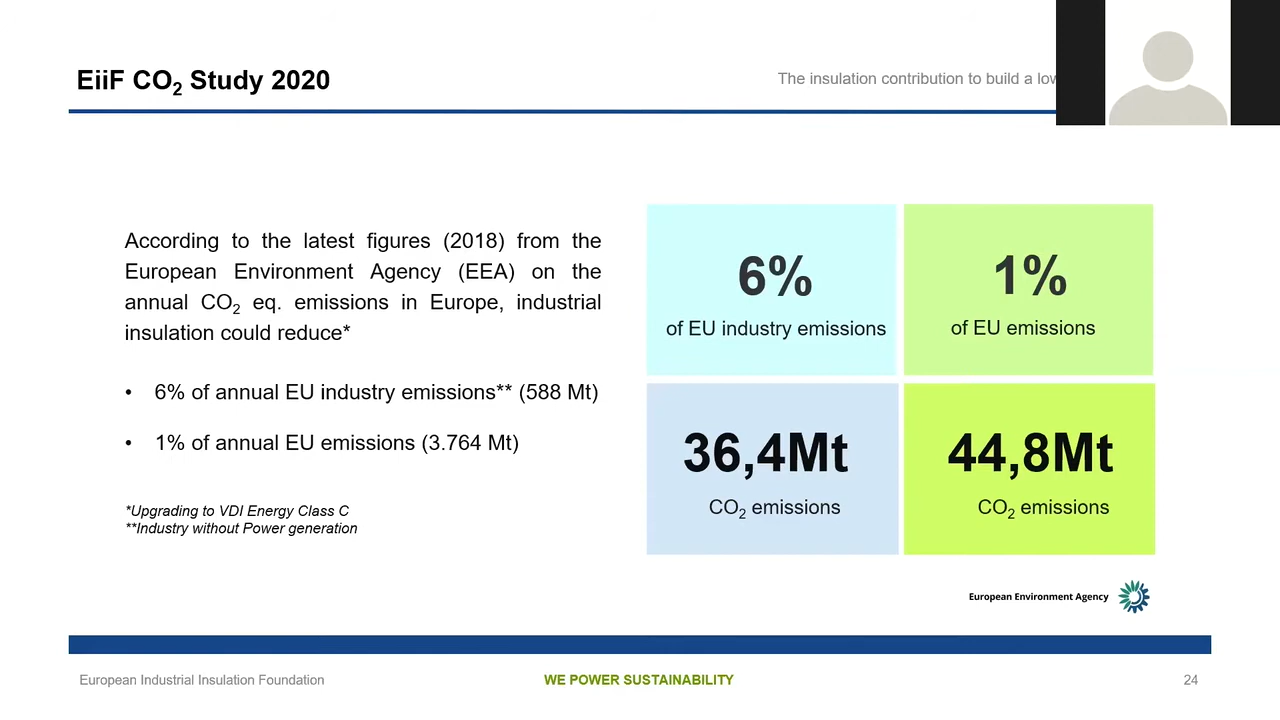 EiiF CO₂ Study 2020
The insulation contribution to build a low
According to the latest figures (2018) from the
European Environment Agency (EEA) on the
annual CO₂ eq. emissions in Europe, industrial
insulation could reduce*
• 6% of annual EU industry emissions** (588 Mt)
• 1% of annual EU emissions (3.764 Mt)
*Upgrading to VDI Energy Class C
**Industry without Power generation
6%
of EU industry emissions
1%
of EU emissions
36,4Mt
CO₂ emissions
44,8Mt
CO₂ emissions
European Environment Agency
European Industrial Insulation Foundation
WE POWER SUSTAINABILITY
24